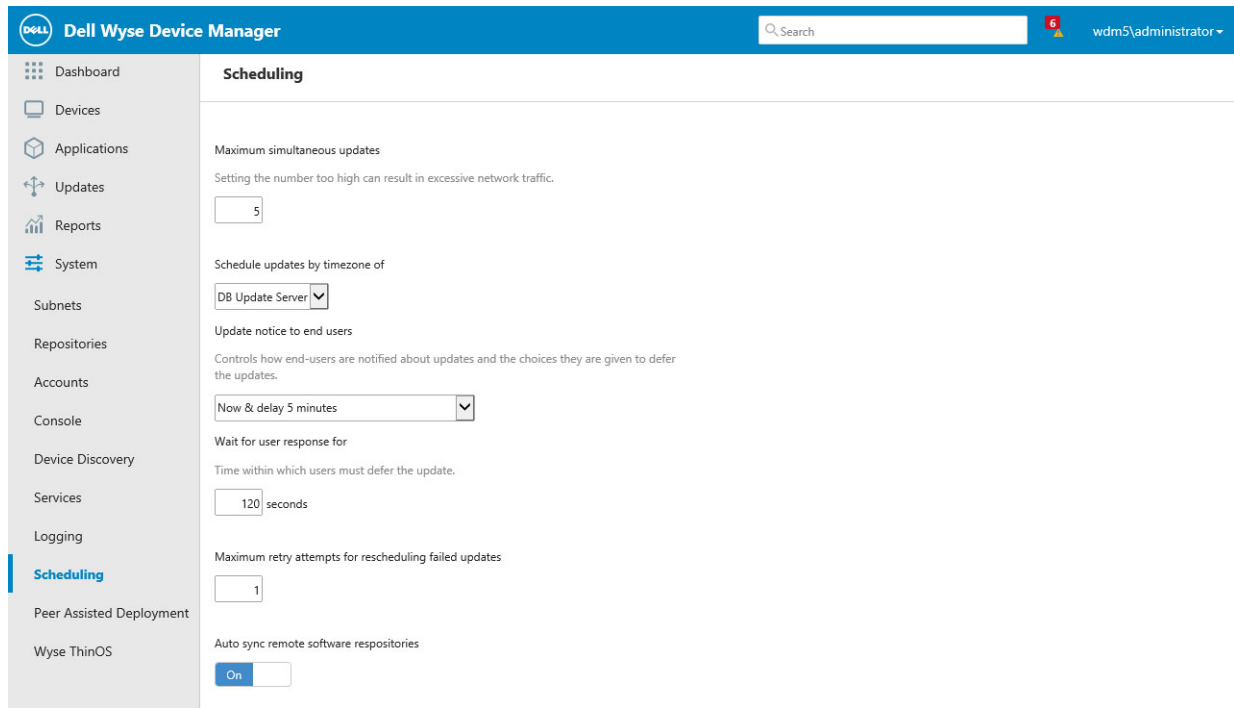 DELL
Dell Wyse Device Manager
Search
6
wdm5\administrator
Dashboard
Devices
Applications
Updates
Reports
System
Subnets
Repositories
Accounts
Console
Device Discovery
Services
Logging
Scheduling
Peer Assisted Deployment
Wyse ThinOS
Scheduling
Maximum simultaneous updates
Setting the number too high can result in excessive network traffic.
5
Schedule updates by timezone of
DB Update Server
Update notice to end users
Controls how end-users are notified about updates and the choices they are given to defer
the updates.
Now & delay 5 minutes
Wait for user response for
Time within which users must defer the update.
120 seconds
Maximum retry attempts for rescheduling failed updates
1
Auto sync remote software respositories
On